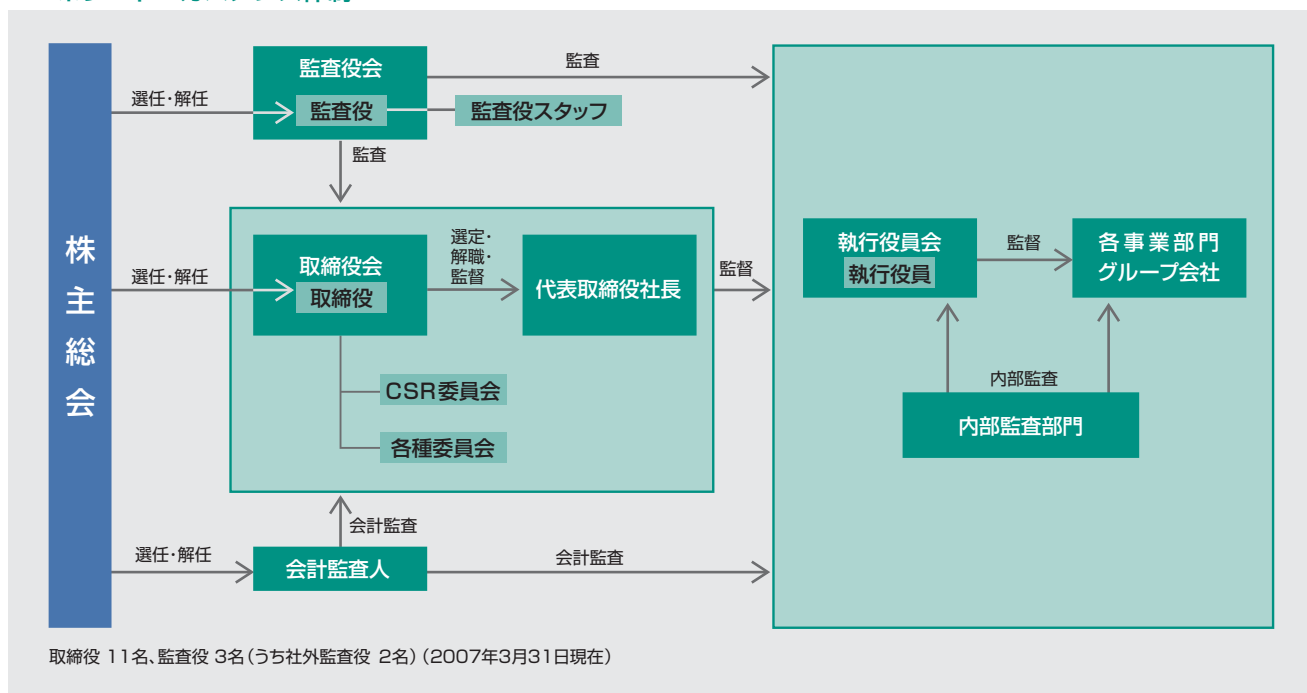 株主総会
選任・解任
監査役会
監査役
監査役スタッフ
監査
監査
選任・解任
取締役会
取締役
選定・
解職・
監督
代表取締役社長
監督
CSR委員会
各種委員会
執行役員会
執行役員
監督
各事業部門
グループ会社
内部監査
内部監査部門
会計監査
選任・解任
会計監査人
会計監査
取締役 11名、監査役 3名（うち社外監査役 2名）（2007年3月31日現在）